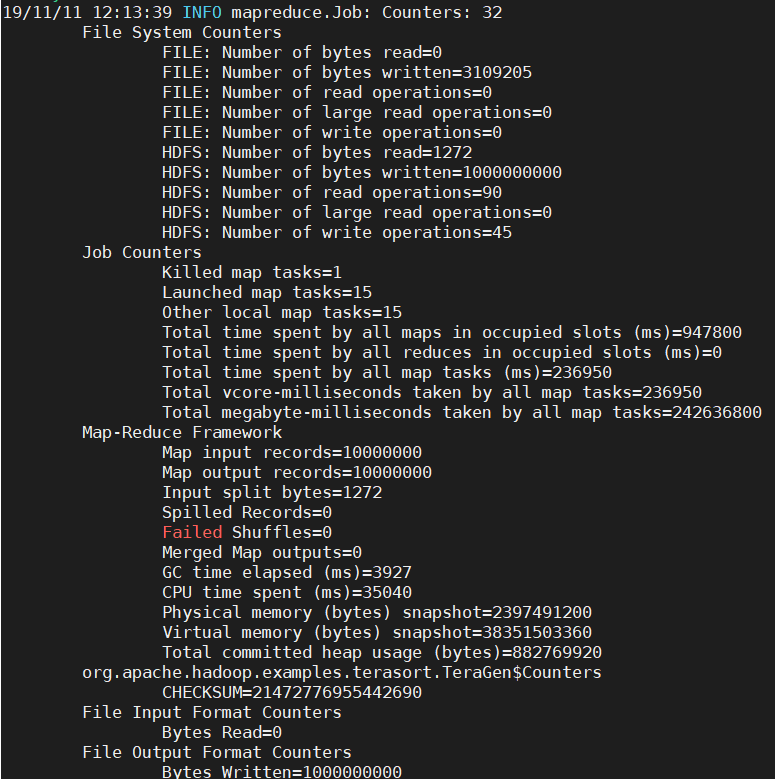 19/11/11 12:13:39 INFO mapreduce.Job: Counters: 32
File System Counters
FILE: Number of bytes read=0
FILE: Number of bytes written=3109205
FILE: Number of read operations=0
FILE: Number of large read operations=0
FILE: Number of write operations=0
HDFS: Number of bytes read=1272
HDFS: Number of bytes written=1000000000
HDFS: Number of read operations=90
HDFS: Number of large read operations=0
HDFS: Number of write operations=45
Job Counters
Killed map tasks=1
Launched map tasks=15
Other local map tasks=15
Total time spent by all maps in occupied slots (ms)=947800
Total time spent by all reduces in occupied slots (ms)=0
Total time spent by all map tasks (ms)=236950
Total vcore-milliseconds taken by all map tasks=236950
Total megabyte-milliseconds taken by all map tasks=242636800
Map-Reduce Framework
Map input records=10000000
Map output records=10000000
Input split bytes=1272
Spilled Records=0
Failed Shuffles=0
Merged Map outputs=0
GC time elapsed (ms)=3927
CPU time spent (ms)=35040
Physical memory (bytes) snapshot=2397491200
Virtual memory (bytes) snapshot=38351503360
Total committed heap usage (bytes)=882769920
org.apache.hadoop.examples.terasort.TeraGen$Counters
CHECKSUM=21472776955442690
File Input Format Counters
Bytes Read=0
File Output Format Counters
Bytes Written=1000000000